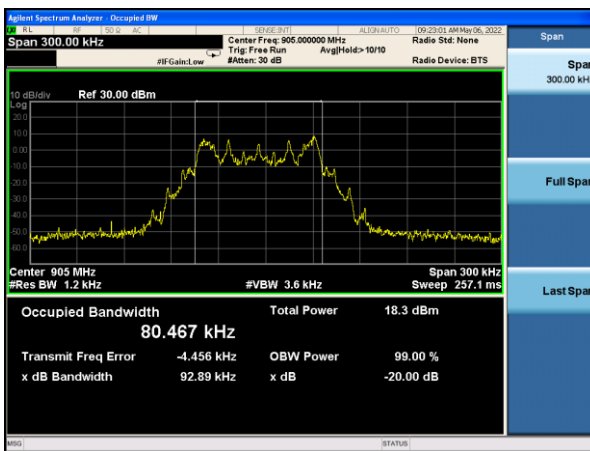 Agilent Spectrum Analyzer - Occupied BW
LXI RL RF 50 Ω AC SENSE:INT ALIGN AUTO 09:23:01 AM May 06, 2022
Span 300.00 kHz Center Freq: 905.000000 MHz Radio Std: None
Trig: Free Run Avg|Hold:> 10/10
#IFGain:Low #Atten: 30 dB Radio Device: BTS
Span
Span
300.00 kH
Full Span
Last Span
10 dB/div Ref 30.00 dBm
Log
20.0
10.0
0.00
-10.0
-20.0
-30.0
-40.0
-50.0
-60.0
Center 905 MHz Span 300 kHz
#Res BW 1.2 kHz #VBW 3.6 kHz Sweep 257.1 ms
Occupied Bandwidth Total Power 18.3 dBm
80.467 kHz
Transmit Freq Error -4.456 kHz OBW Power 99.00 %
x dB Bandwidth 92.89 kHz x dB -20.00 dB
MSG STATUS